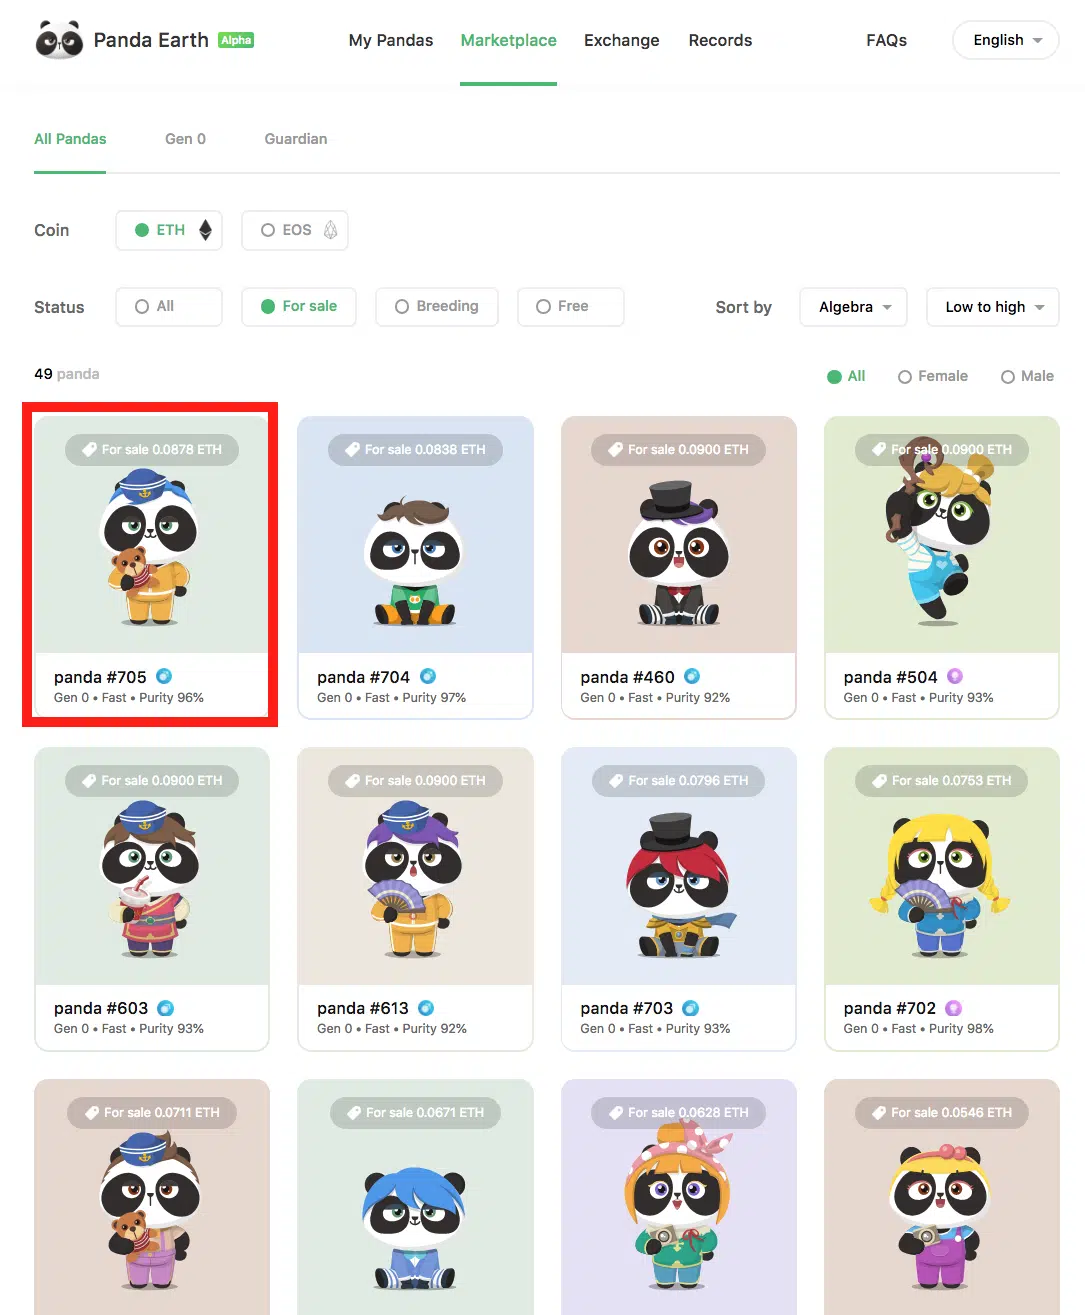 Panda Earth Alpha My Pandas Marketplace Exchange Records FAQs English
All Pandas Gen 0 Guardian
Coin ETH EOS
Status All For sale Breeding Free Sort by Algebra Low to high
49 panda All Female Male
For sale 0.0878 ETH For sale 0.0838 ETH For sale 0.0900 ETH For sale 0.0900 ETH
panda #705 panda #704 panda #460 panda #504
Gen 0 • Fast • Purity 96% Gen 0 • Fast • Purity 97% Gen 0 • Fast • Purity 92% Gen 0 • Fast • Purity 93%
For sale 0.0900 ETH For sale 0.0900 ETH For sale 0.0796 ETH For sale 0.0753 ETH
panda #603 panda #613 panda #703 panda #702
Gen 0 • Fast • Purity 93% Gen 0 • Fast • Purity 92% Gen 0 • Fast • Purity 93% Gen 0 • Fast • Purity 98%
For sale 0.0711 ETH For sale 0.0671 ETH For sale 0.0628 ETH For sale 0.0546 ETH